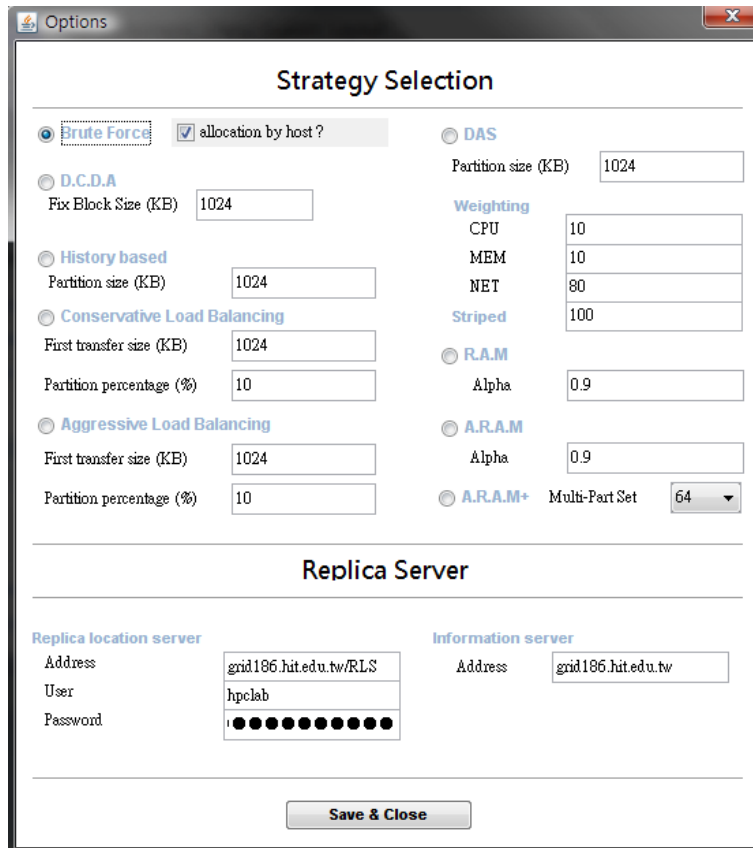 Options
Strategy Selection
Brute Force
allocation by host ?
D.C.D.A
Fix Block Size (KB) 1024
History based
Partition size (KB) 1024
Conservative Load Balancing
First transfer size (KB) 1024
Partition percentage (%) 10
Aggressive Load Balancing
First transfer size (KB) 1024
Partition percentage (%) 10
DAS
Partition size (KB) 1024
Weighting
CPU 10
MEM 10
NET 80
Striped 100
R.A.M
Alpha 0.9
A.R.A.M
Alpha 0.9
A.R.A.M+ Multi-Part Set 64
Replica Server
Replica location server
Address grid186.hit.edu.tw/RLS
User hpclab
Password ●●●●●●●●●●
Information server
Address grid186.hit.edu.tw
Save & Close